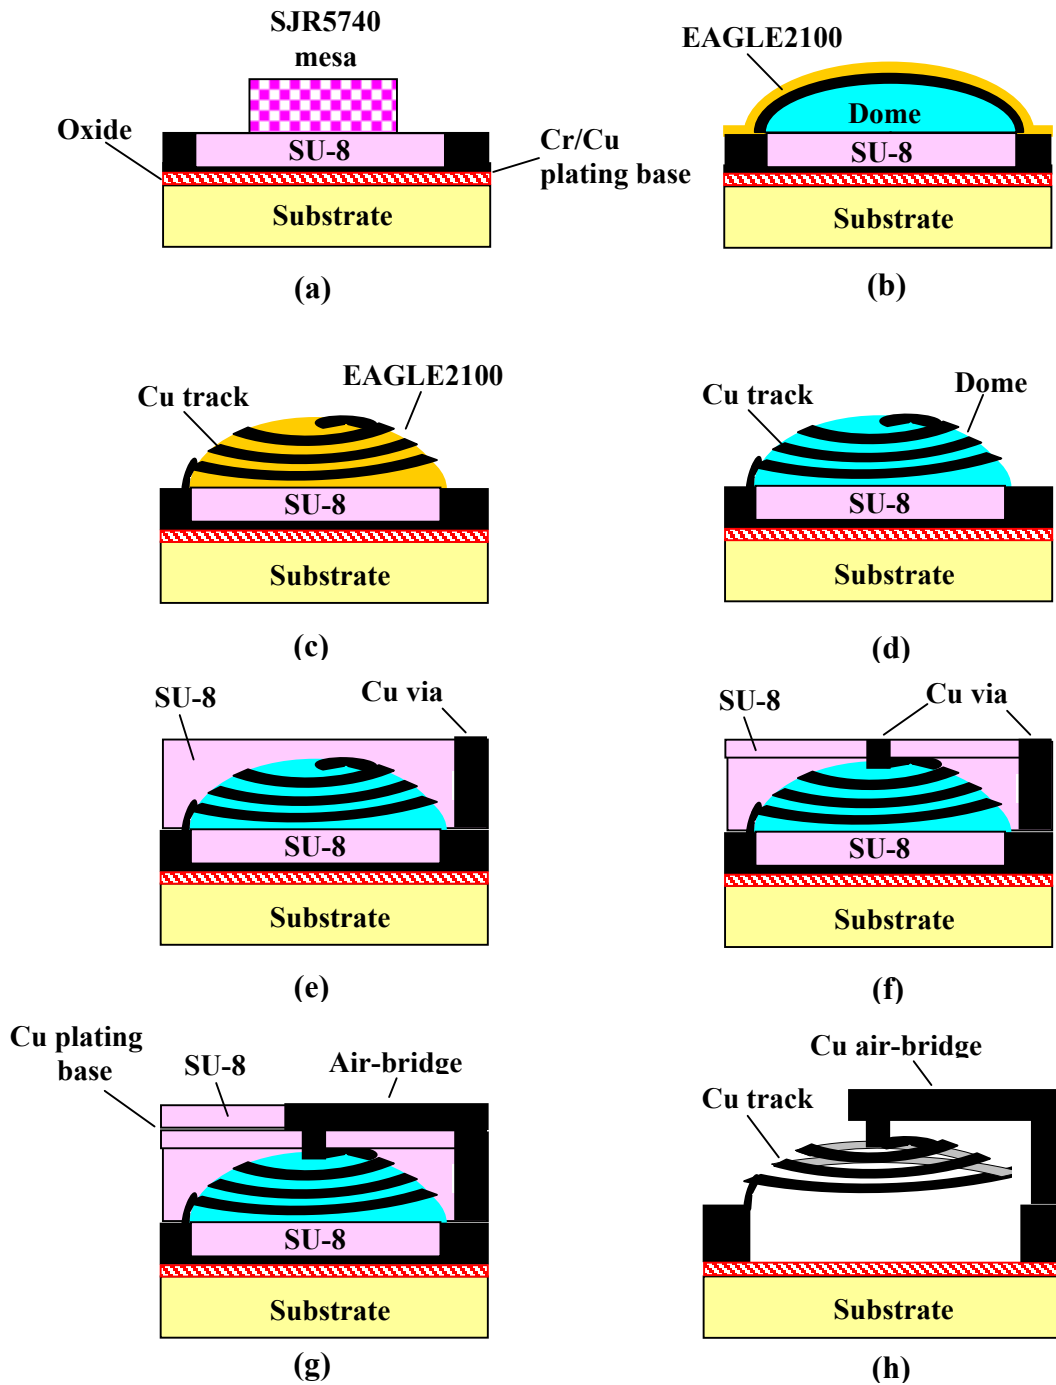 SJR5740
mesa
Oxide
SU-8
Cr/Cu
plating base
Substrate
(a)
EAGLE2100
Dome
SU-8
Substrate
(b)
Cu track
EAGLE2100
SU-8
Substrate
(c)
Cu track
Dome
SU-8
Substrate
(d)
SU-8
Cu via
SU-8
Substrate
(e)
SU-8
Cu via
SU-8
Substrate
(f)
Cu plating
base
SU-8
Air-bridge
SU-8
Substrate
(g)
Cu air-bridge
Cu track
Substrate
(h)